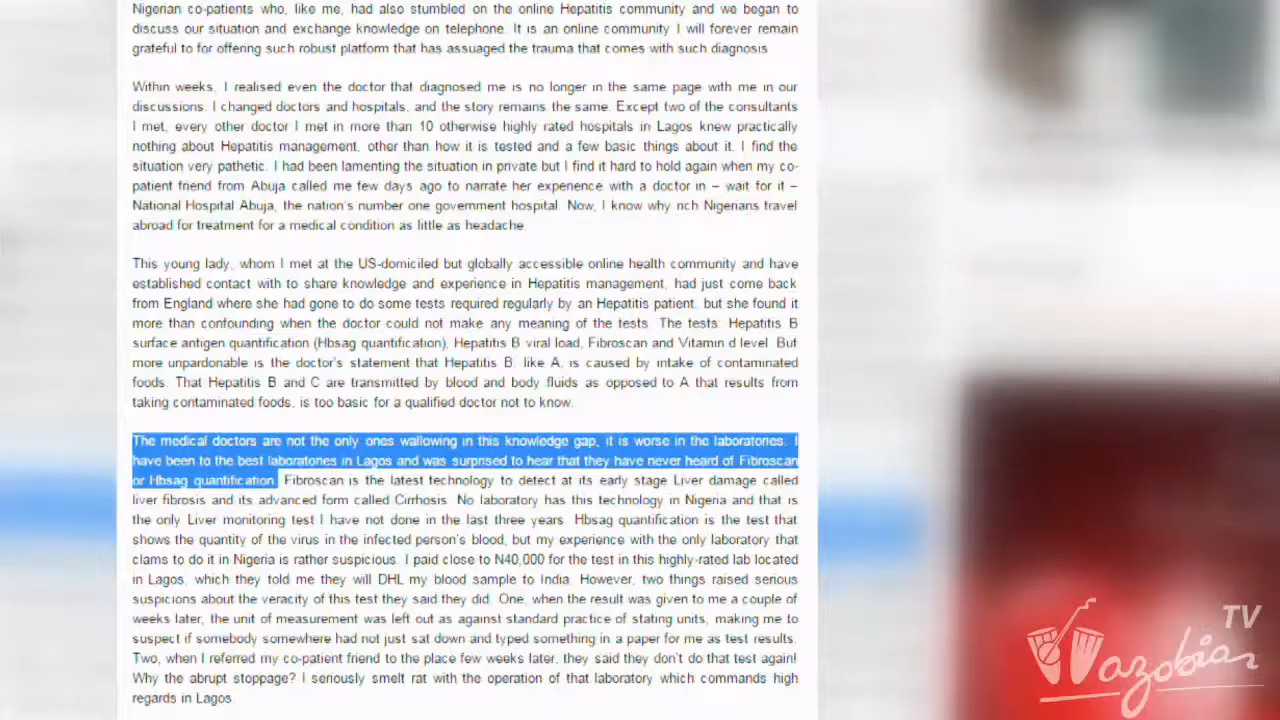 Nigerian co-patients who, like me, had also stumbled on the online Hepatitis community and we began to
discuss our situation and exchange knowledge on telephone. It is an online community I will forever remain
grateful to for offering such robust platform that has assuaged the trauma that comes with such diagnosis
Within weeks, I realised even the doctor that diagnosed me is no longer in the same page with me in our
discussions. I changed doctors and hospitals, and the story remains the same. Except two of the consultants
I met, every other doctor I met in more than 10 otherwise highly rated hospitals in Lagos knew practically
nothing about Hepatitis management, other than how it is tested and a few basic things about it. I find the
situation very pathetic. I had been lamenting the situation in private but I find it hard to hold again when my co-
patient friend from Abuja called me few days ago to narrate her experience with a doctor in – wait for it –
National Hospital Abuja, the nation's number one government hospital. Now, I know why rich Nigerians travel
abroad for treatment for a medical condition as little as headache
This young lady, whom I met at the US-domiciled but globally accessible online health community and have
established contact with to share knowledge and experience in Hepatitis management, had just come back
from England where she had gone to do some tests required regularly by an Hepatitis patient, but she found it
more than confounding when the doctor could not make any meaning of the tests. The tests: Hepatitis B
surface antigen quantification (Hbsag quantification), Hepatitis B viral load, Fibroscan and Vitamin d level. But
more unpardonable is the doctor's statement that Hepatitis B, like A, is caused by intake of contaminated
foods. That Hepatitis B and C are transmitted by blood and body fluids as opposed to A that results from
taking contaminated foods, is too basic for a qualified doctor not to know.
The medical doctors are not the only ones wallowing in this knowledge gap, it is worse in the laboratories. I
have been to the best laboratories in Lagos and was surprised to hear that they have never heard of Fibroscan
or Hbsag quantification. Fibroscan is the latest technology to detect at its early stage Liver damage called
liver fibrosis and its advanced form called Cirrhosis. No laboratory has this technology in Nigeria and that is
the only Liver monitoring test I have not done in the last three years. Hbsag quantification is the test that
shows the quantity of the virus in the infected person's blood, but my experience with the only laboratory that
clams to do it in Nigeria is rather suspicious. I paid close to N40,000 for the test in this highly-rated lab located
in Lagos, which they told me they will DHL my blood sample to India. However, two things raised serious
suspicions about the veracity of this test they said they did. One, when the result was given to me a couple of
weeks later, the unit of measurement was left out as against standard practice of stating units, making me to
suspect if somebody somewhere had not just sat down and typed something in a paper for me as test results.
Two, when I referred my co-patient friend to the place few weeks later, they said they don't do that test again!
Why the abrupt stoppage? I seriously smelt rat with the operation of that laboratory which commands high
regards in Lagos.
TV
Wazobia